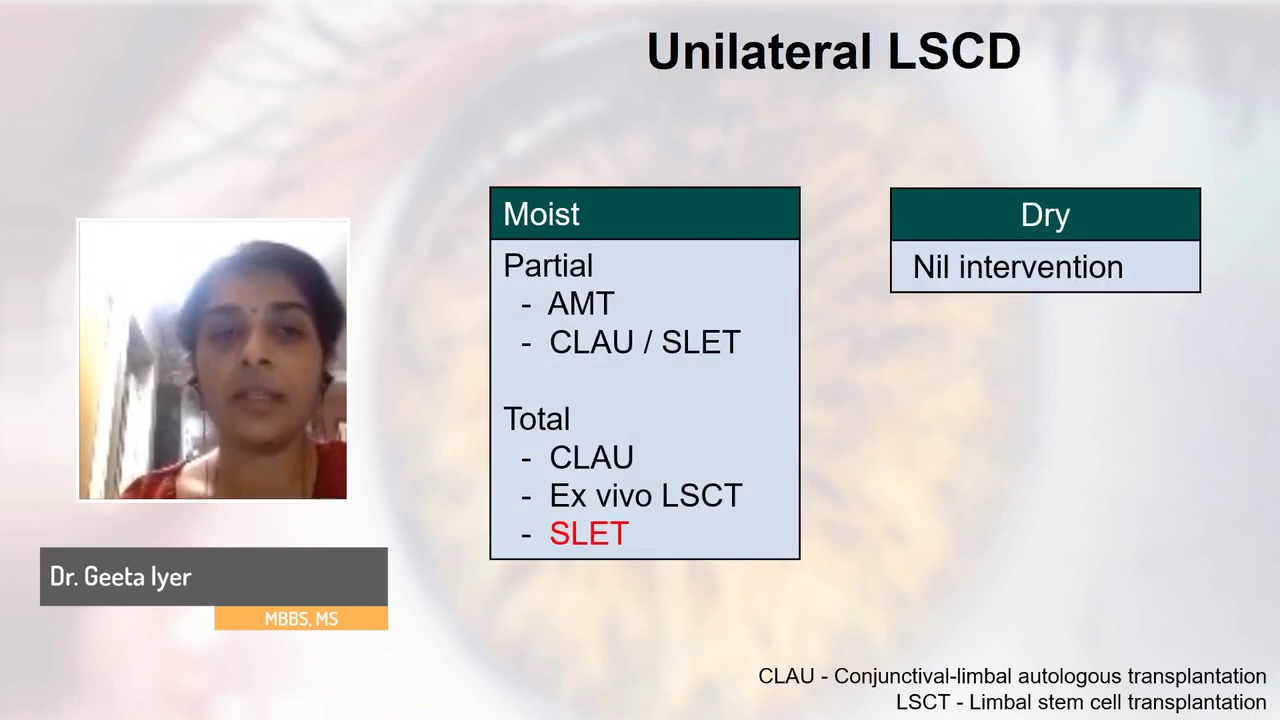 Unilateral LSCD
Moist
Partial
- AMT
- CLAU / SLET
Total
- CLAU
- Ex vivo LSCT
- SLET
Dry
Nil intervention
Dr. Geeta Iyer
MBBS, MS
CLAU - Conjunctival-limbal autologous transplantation
LSCT - Limbal stem cell transplantation